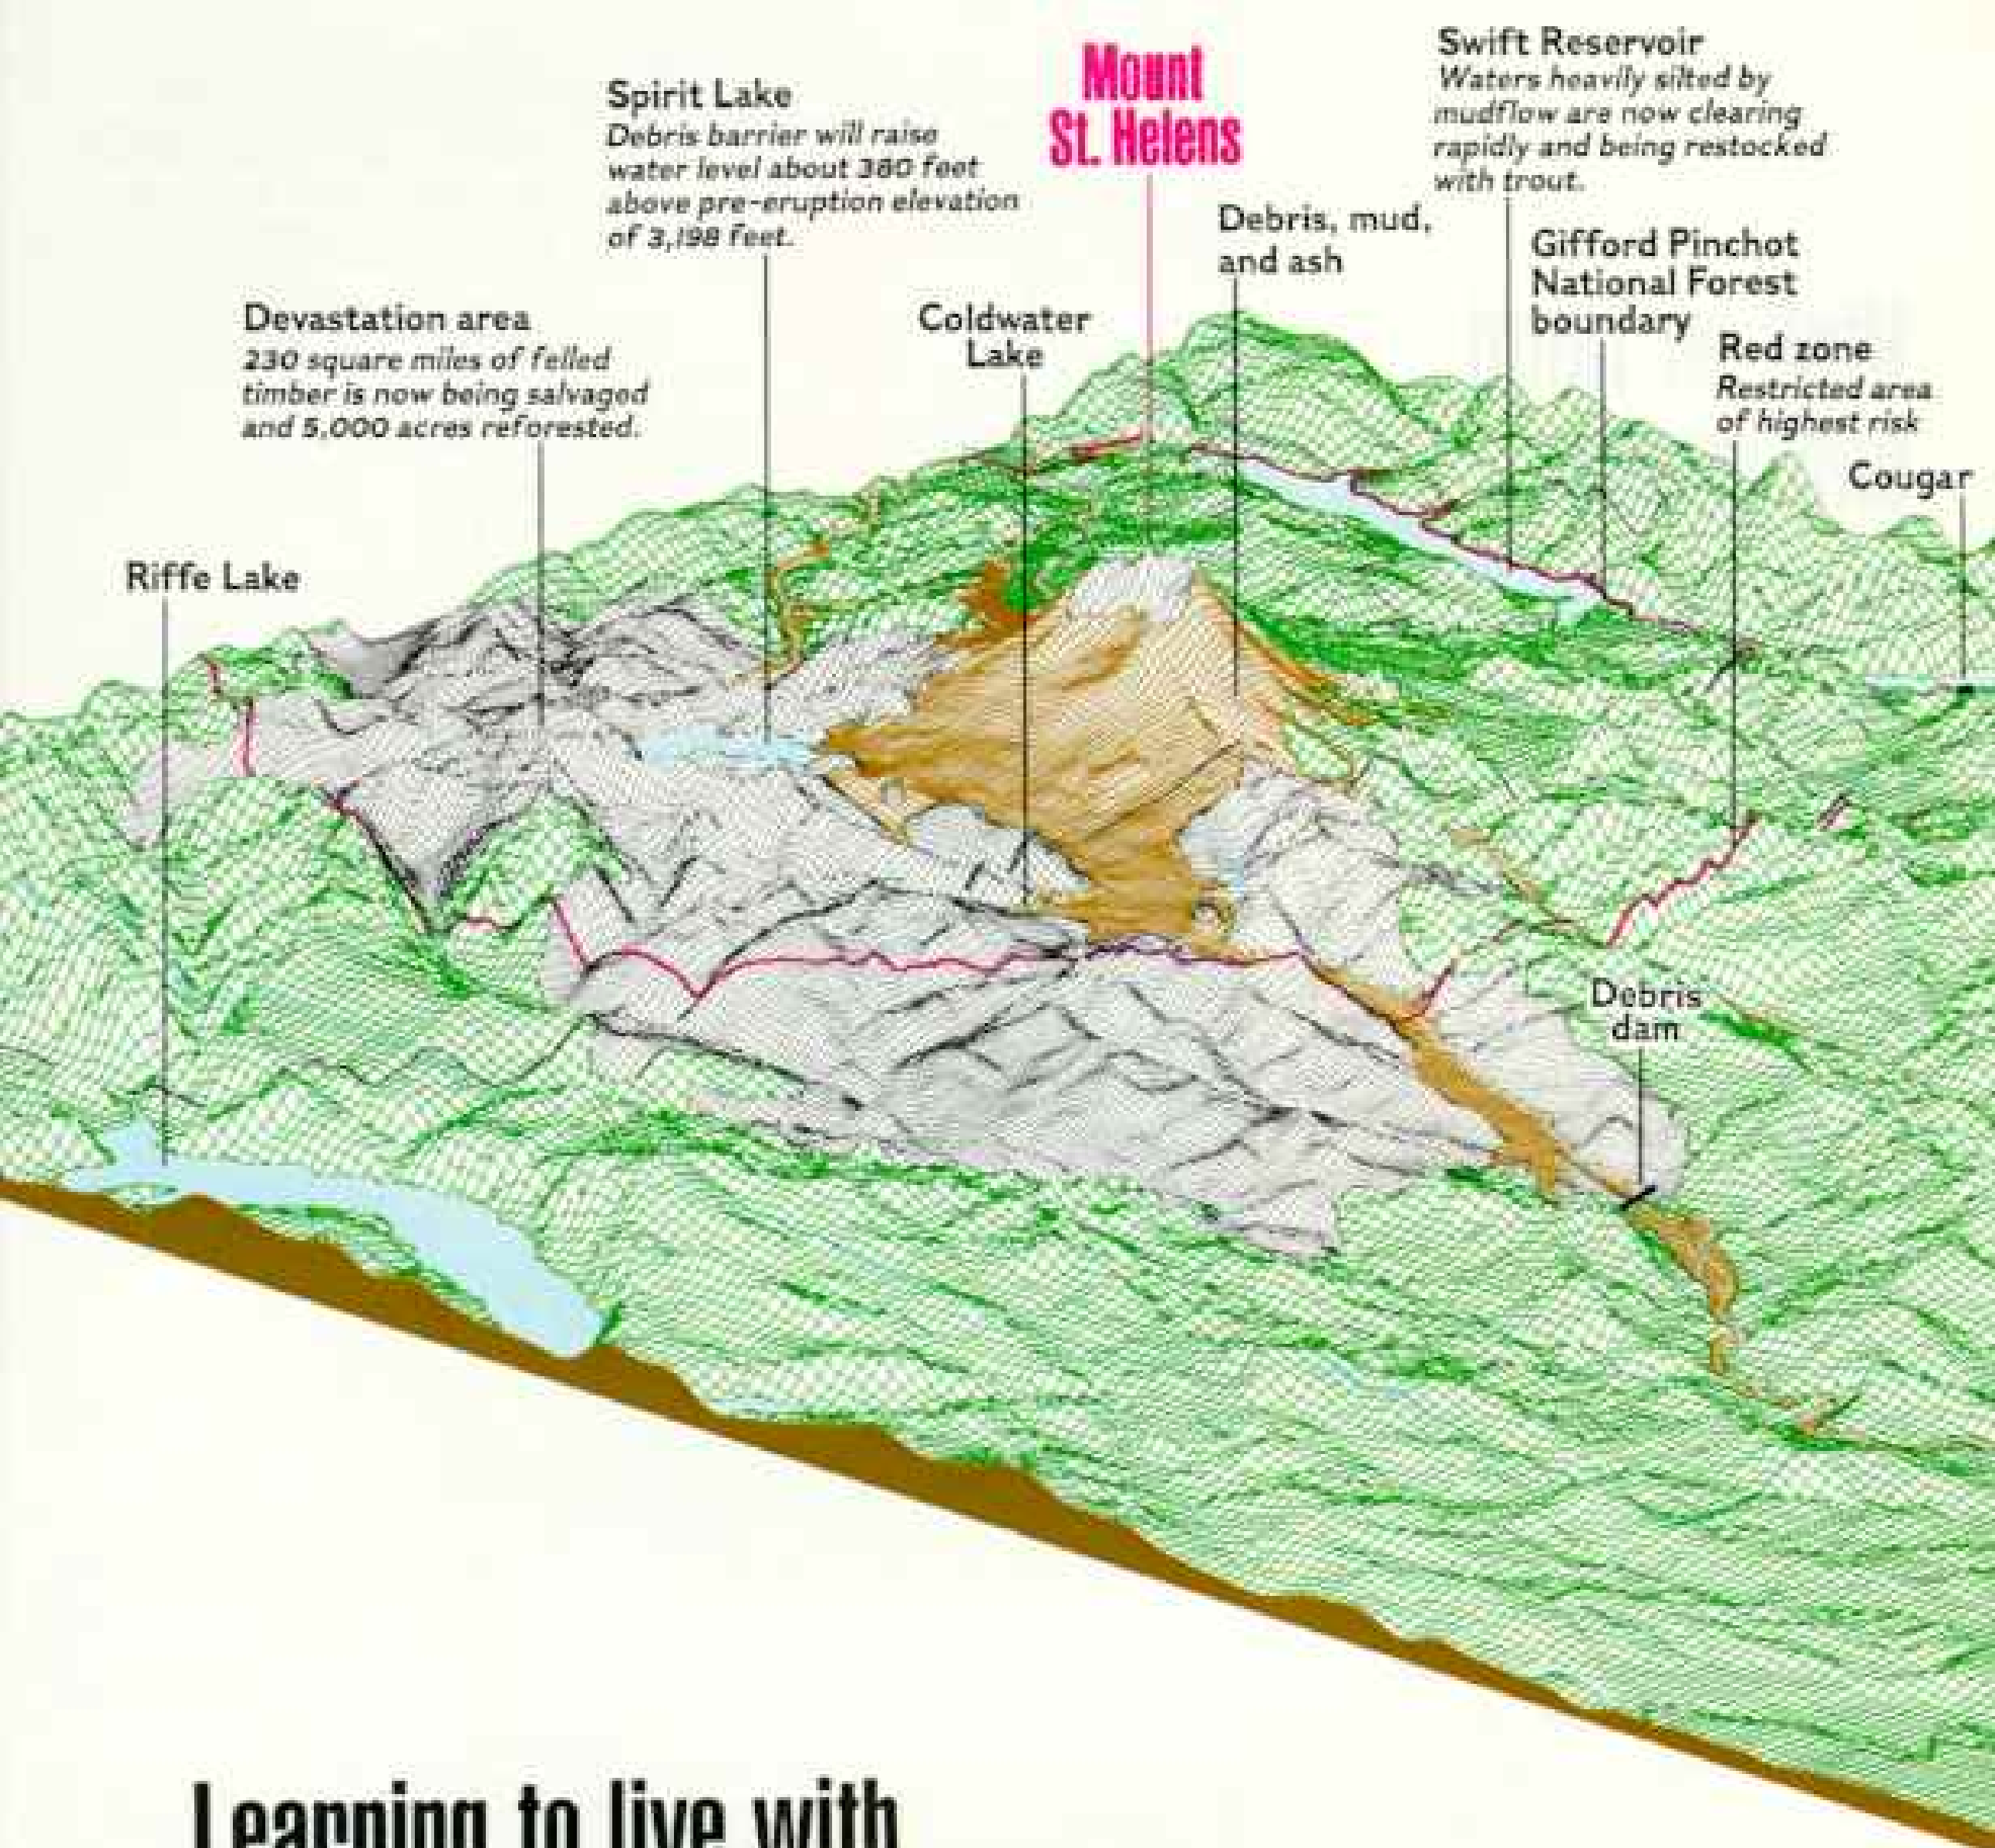 Mount
St. Helens
Swift Reservoir
Waters heavily silted by
mudflow are now clearing
rapidly and being restocked
with trout.
Spirit Lake
Debris barrier will raise
water level about 380 feet
above pre-eruption elevation
of 3,198 feet.
Debris, mud,
and ash
Gifford Pinchot
National Forest
boundary
Devastation area
230 square miles of felled
timber is now being salvaged
and 5,000 acres reforested.
Coldwater
Lake
Red zone
Restricted area
of highest risk
Cougar
Riffe Lake
Debris
dam
Learning to live with